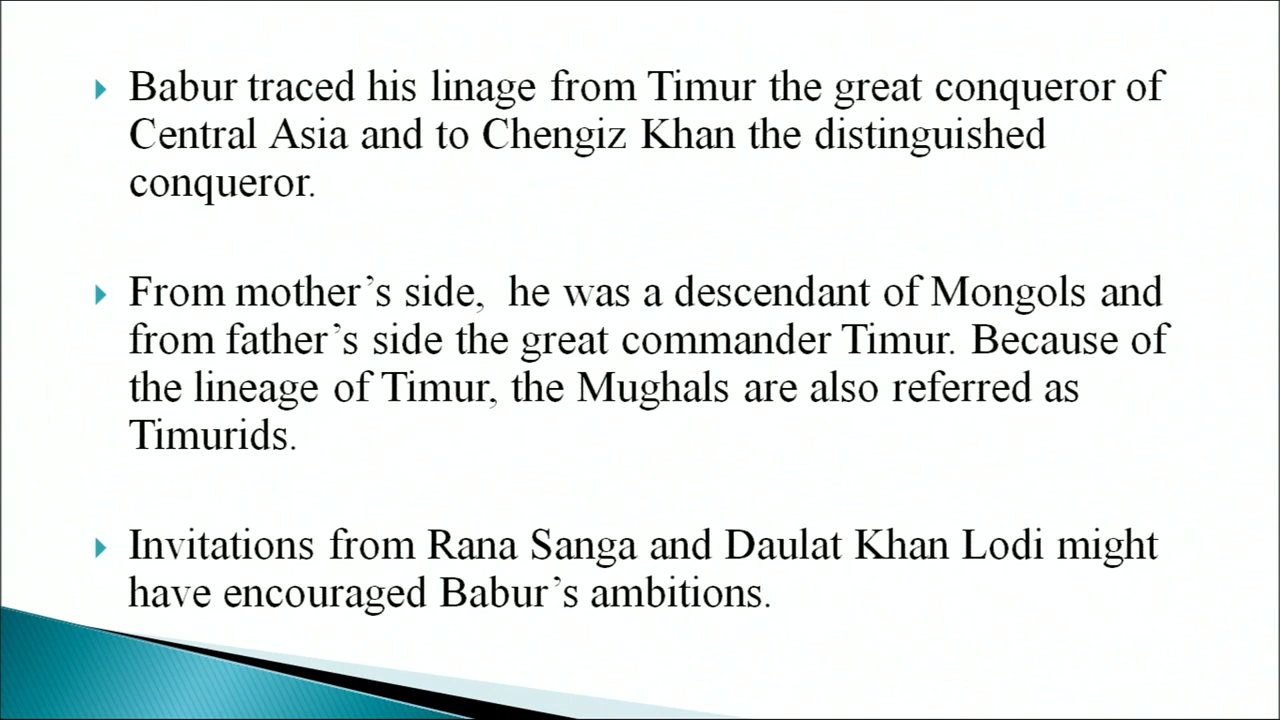 Babur traced his linage from Timur the great conqueror of
Central Asia and to Chengiz Khan the distinguished
conqueror.
From mother’s side,  he was a descendant of Mongols and
from father’s side the great commander Timur. Because of
the lineage of Timur, the Mughals are also referred as
Timurids.
Invitations from Rana Sanga and Daulat Khan Lodi might
have encouraged Babur’s ambitions.